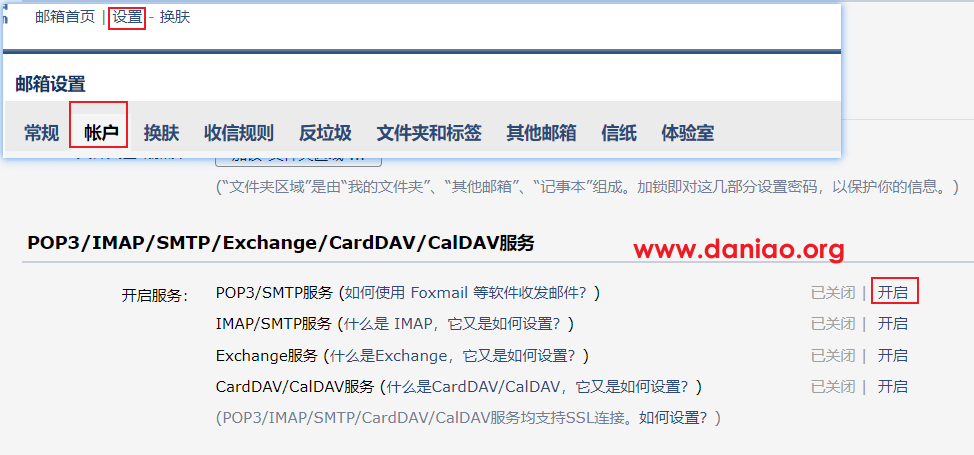 邮箱首页 | 设置 - 换肤
邮箱设置
常规 帐户 换肤 收信规则 反垃圾 文件夹和标签 其他邮箱 信纸 体验室
(“文件夹区域”是由“我的文件夹”、“其他邮箱”、“记事本”组成。加锁即对这几部分设置密码，以保护你的信息。)
POP3/IMAP/SMTP/Exchange/CardDAV/CalDAV服务
www.daniao.org
开启服务： POP3/SMTP服务 (如何使用 Foxmail 等软件收发邮件？) 已关闭 | 开启
IMAP/SMTP服务 (什么是 IMAP，它又是如何设置？) 已关闭 | 开启
Exchange服务 (什么是Exchange，它又是如何设置？) 已关闭 | 开启
CardDAV/CalDAV服务 (什么是CardDAV/CalDAV，它又是如何设置？) 已关闭 | 开启
(POP3/IMAP/SMTP/CardDAV/CalDAV服务均支持SSL连接。如何设置？)